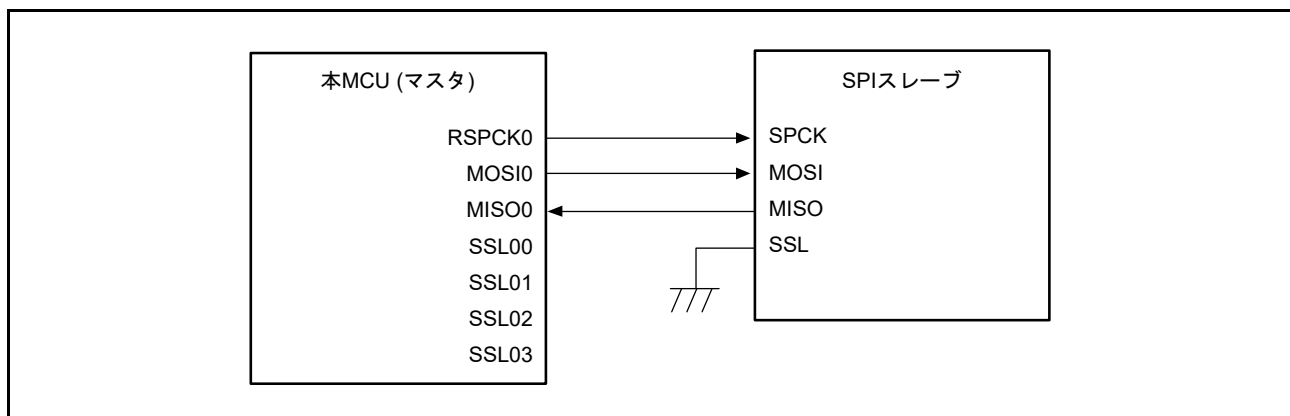 本MCU (マスタ)
RSPCK0
MOSI0
MISO0
SSL00
SSL01
SSL02
SSL03
SPIスレーブ
SPCK
MOSI
MISO
SSL